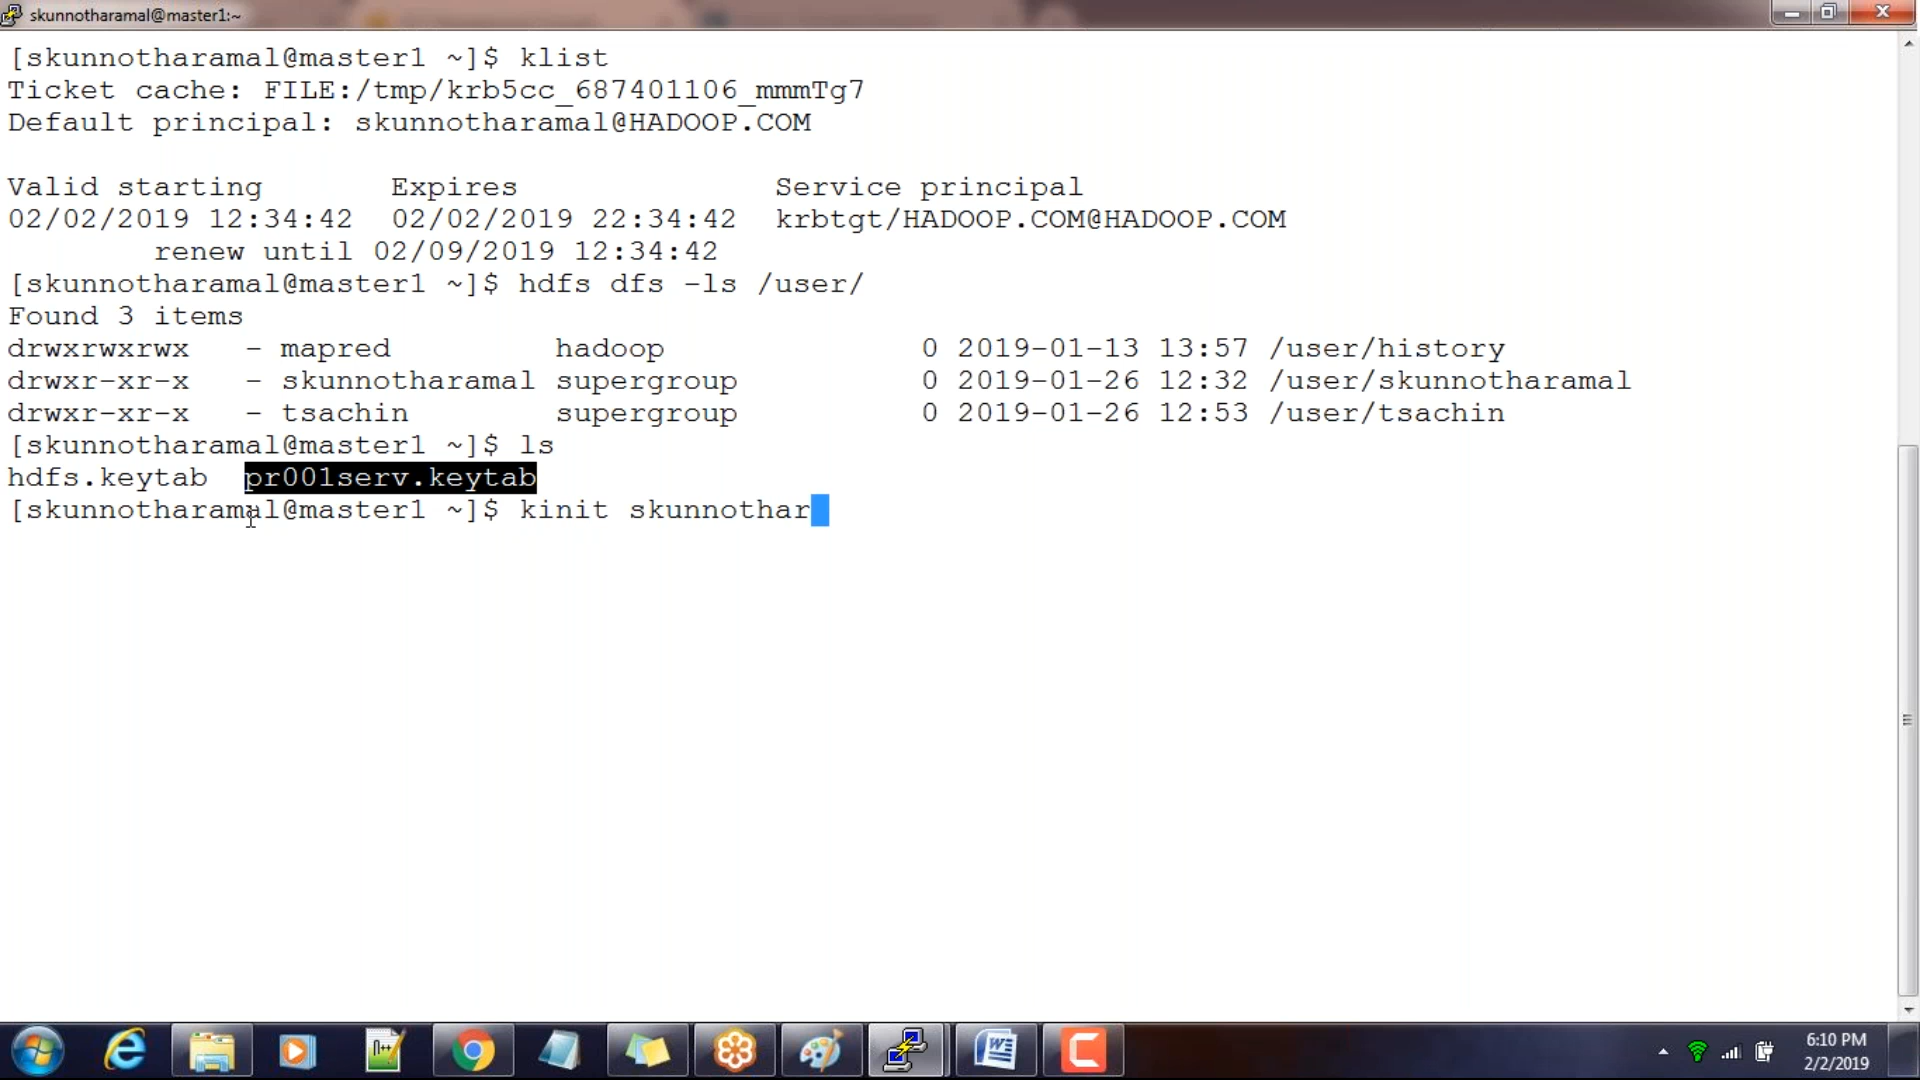 skunnotharamal@master1:~
[skunnotharamal@master1 ~]$ klist
Ticket cache: FILE:/tmp/krb5cc_687401106_mmmTg7
Default principal: skunnotharamal@HADOOP.COM
Valid starting Expires Service principal
02/02/2019 12:34:42 02/02/2019 22:34:42 krbtgt/HADOOP.COM@HADOOP.COM
renew until 02/09/2019 12:34:42
[skunnotharamal@master1 ~]$ hdfs dfs -ls /user/
Found 3 items
drwxrwxrwx - mapred hadoop 0 2019-01-13 13:57 /user/history
drwxr-xr-x - skunnotharamal supergroup 0 2019-01-26 12:32 /user/skunnotharamal
drwxr-xr-x - tsachin supergroup 0 2019-01-26 12:53 /user/tsachin
[skunnotharamal@master1 ~]$ ls
hdfs.keytab pr001serv.keytab
[skunnotharamal@master1 ~]$ kinit skunnothar
6:10 PM
2/2/2019